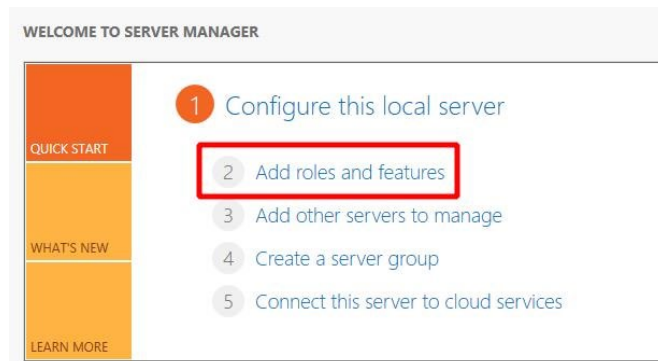 WELCOME TO SERVER MANAGER
1 Configure this local server
QUICK START
2 Add roles and features
3 Add other servers to manage
WHAT'S NEW
4 Create a server group
5 Connect this server to cloud services
LEARN MORE